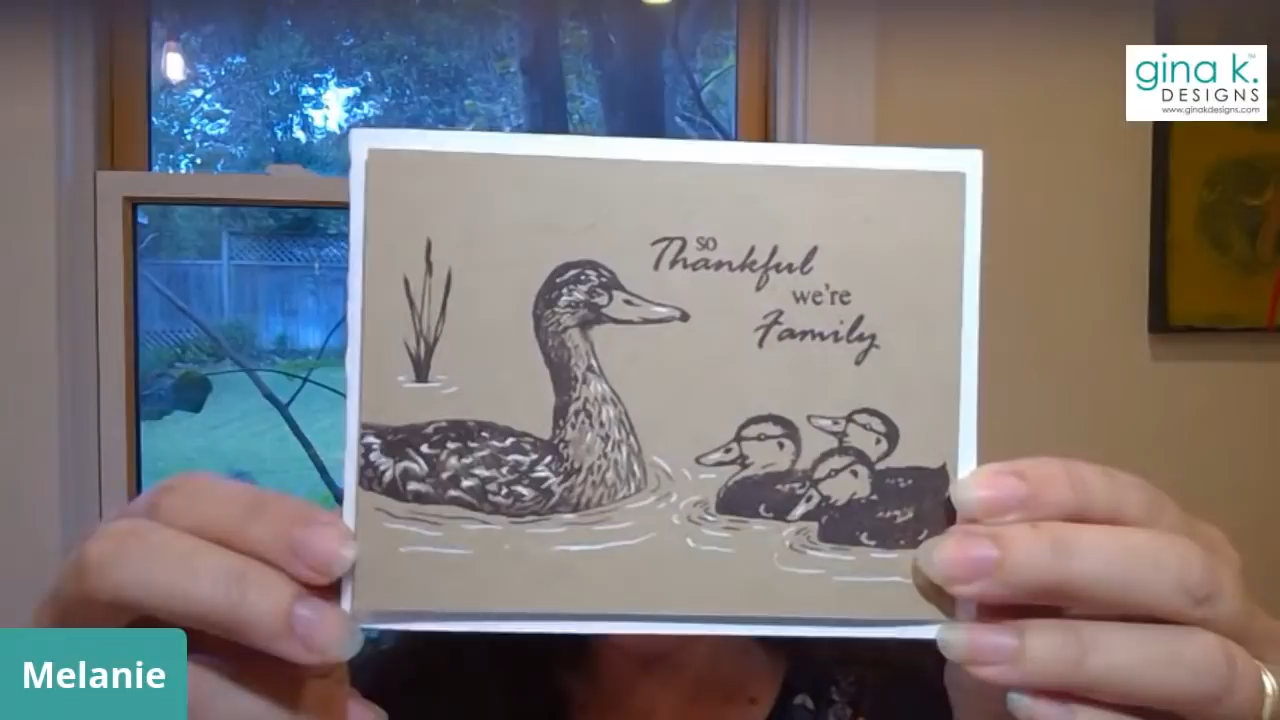 gina k.
DESIGNS
www.ginakdesigns.com
so
Thankful
we're
Family
Melanie